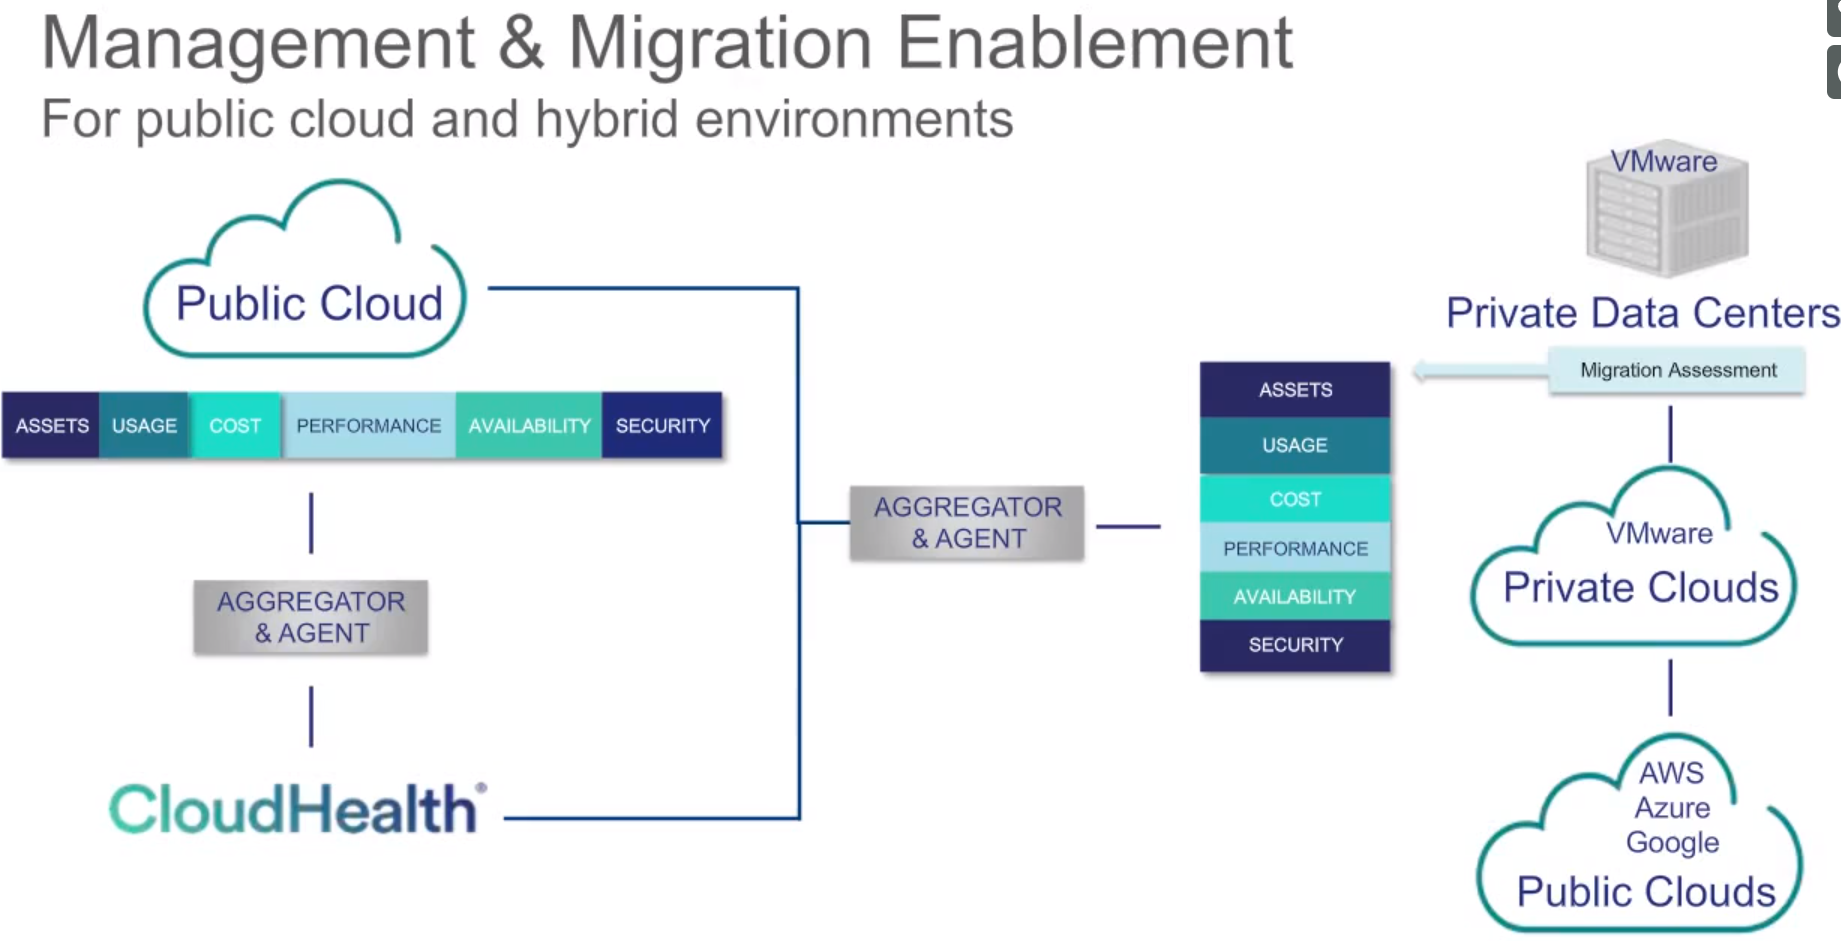 Management & Migration Enablement
For public cloud and hybrid environments
Public Cloud
ASSETS USAGE COST PERFORMANCE AVAILABILITY SECURITY
AGGREGATOR
& AGENT
CloudHealth®
AGGREGATOR
& AGENT
ASSETS
USAGE
COST
PERFORMANCE
AVAILABILITY
SECURITY
VMware
Private Data Centers
Migration Assessment
VMware
Private Clouds
AWS
Azure
Google
Public Clouds